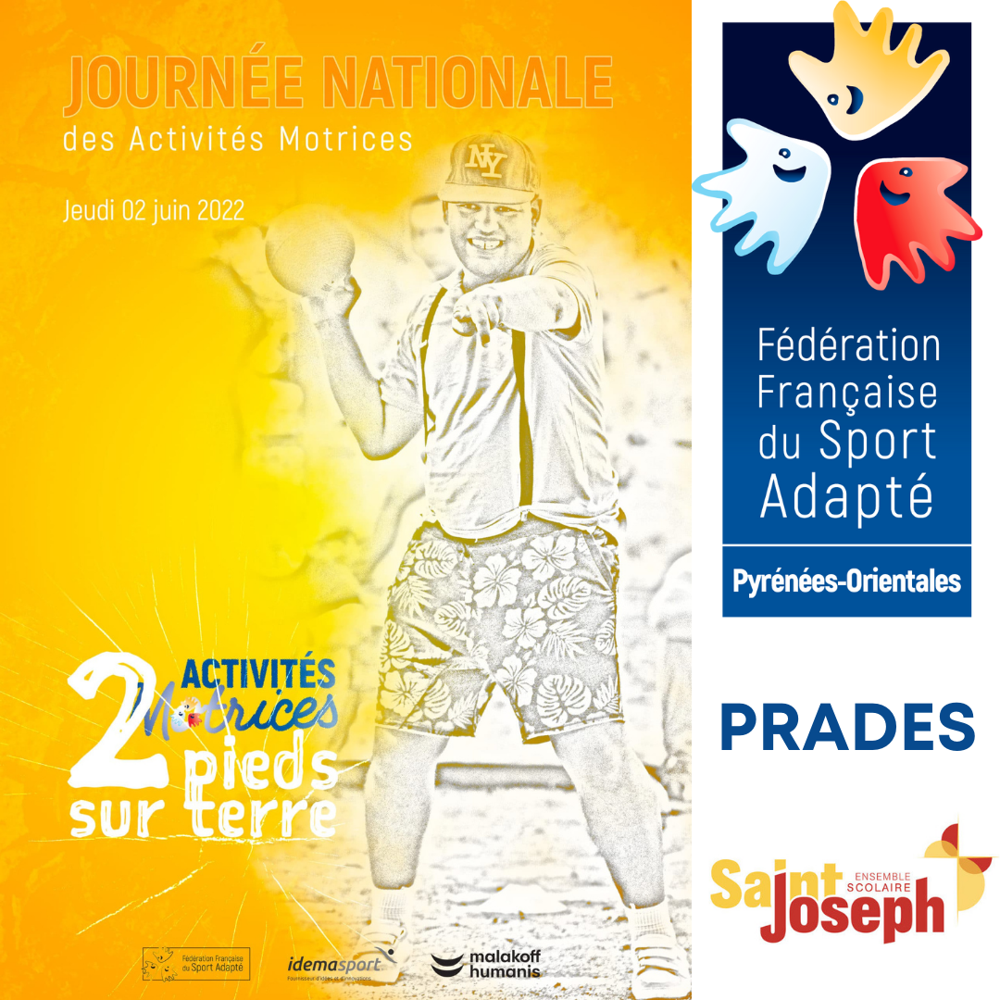 JOURNÉE NATIONALE
des Activités Motrices
Jeudi 02 juin 2022
NY
2 ACTIVITÉS
Motrices
pieds
sur terre
Fédération Française
du Sport Adapté
idemasport
Fournisseur d'idées et d'innovations
malakoff
humanis
Fédération
Française
du Sport
Adapté
Pyrénées-Orientales
PRADES
Saint
ENSEMBLE
SCOLAIRE
Joseph